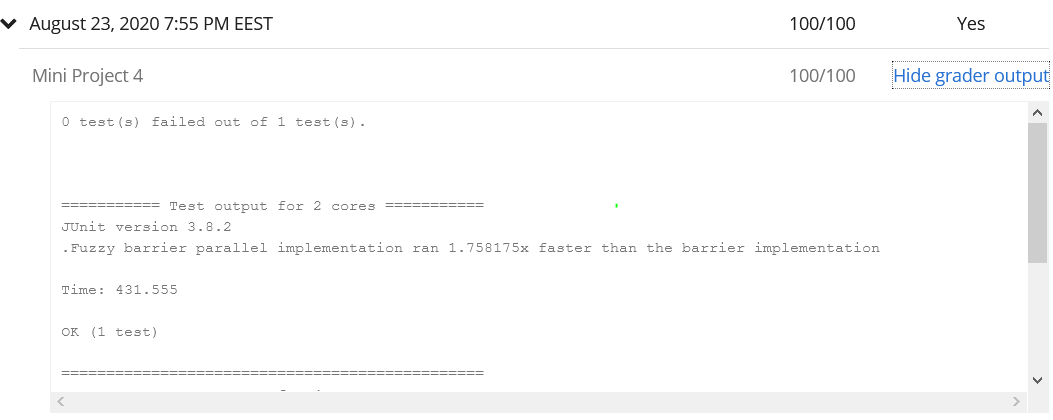 August 23, 2020 7:55 PM EEST 100/100 Yes
Mini Project 4 100/100 Hide grader output
0 test(s) failed out of 1 test(s).
=========== Test output for 2 cores ===========
JUnit version 3.8.2
.Fuzzy barrier parallel implementation ran 1.758175x faster than the barrier implementation
Time: 431.555
OK (1 test)
===============================================